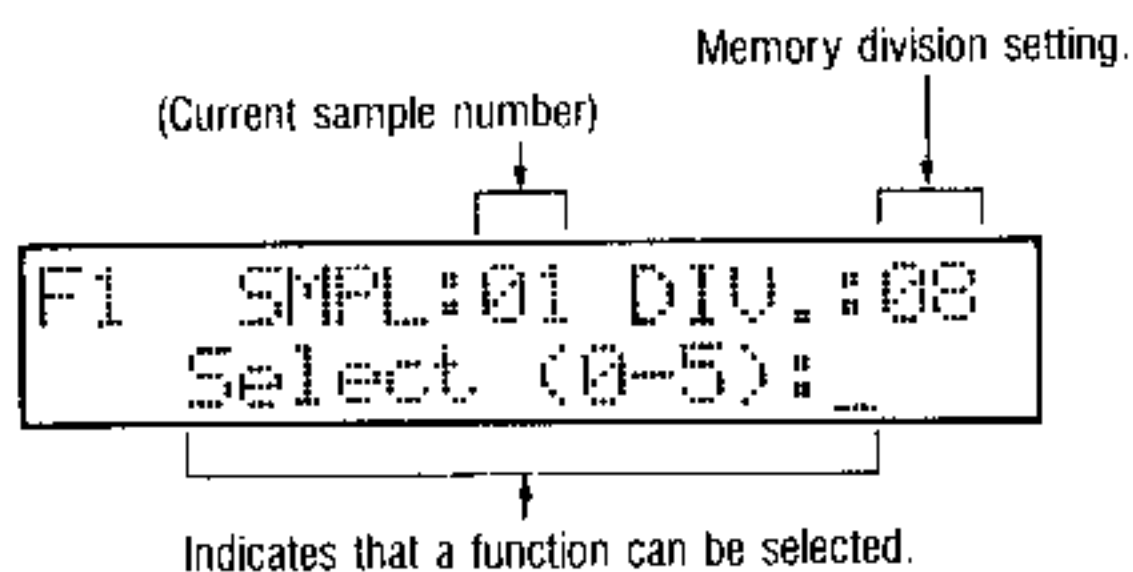 Memory division setting.
(Current sample number)
F1 SMPL:01 DIV.:08
Select (0-5):_
Indicates that a function can be selected.